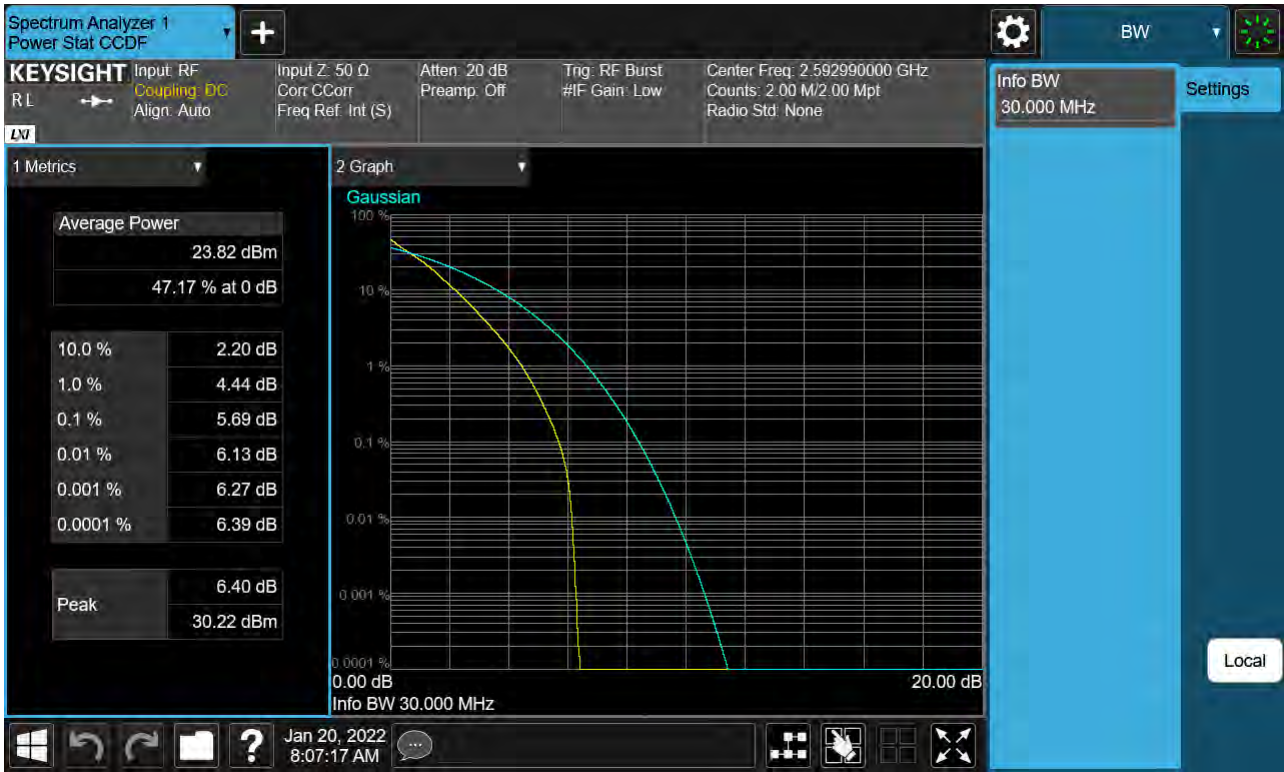 Spectrum Analyzer 1
Power Stat CCDF
+
BW
KEYSIGHT
R L
LXI
Input: RF
Coupling: DC
Align: Auto
Input Z: 50 Ω
Corr CCorr
Freq Ref: Int (S)
Atten: 20 dB
Preamp: Off
Trig: RF Burst
#IF Gain: Low
Center Freq: 2.592990000 GHz
Counts: 2.00 M/2.00 Mpt
Radio Std: None
Info BW
30.000 MHz
Settings
1 Metrics
Average Power
23.82 dBm
47.17 % at 0 dB
10.0 % 2.20 dB
1.0 % 4.44 dB
0.1 % 5.69 dB
0.01 % 6.13 dB
0.001 % 6.27 dB
0.0001 % 6.39 dB
Peak 6.40 dB
30.22 dBm
2 Graph
Gaussian
100 %
10 %
1 %
0.1 %
0.01 %
0.001 %
0.0001 %
0.00 dB 20.00 dB
Info BW 30.000 MHz
Local
?
Jan 20, 2022
8:07:17 AM